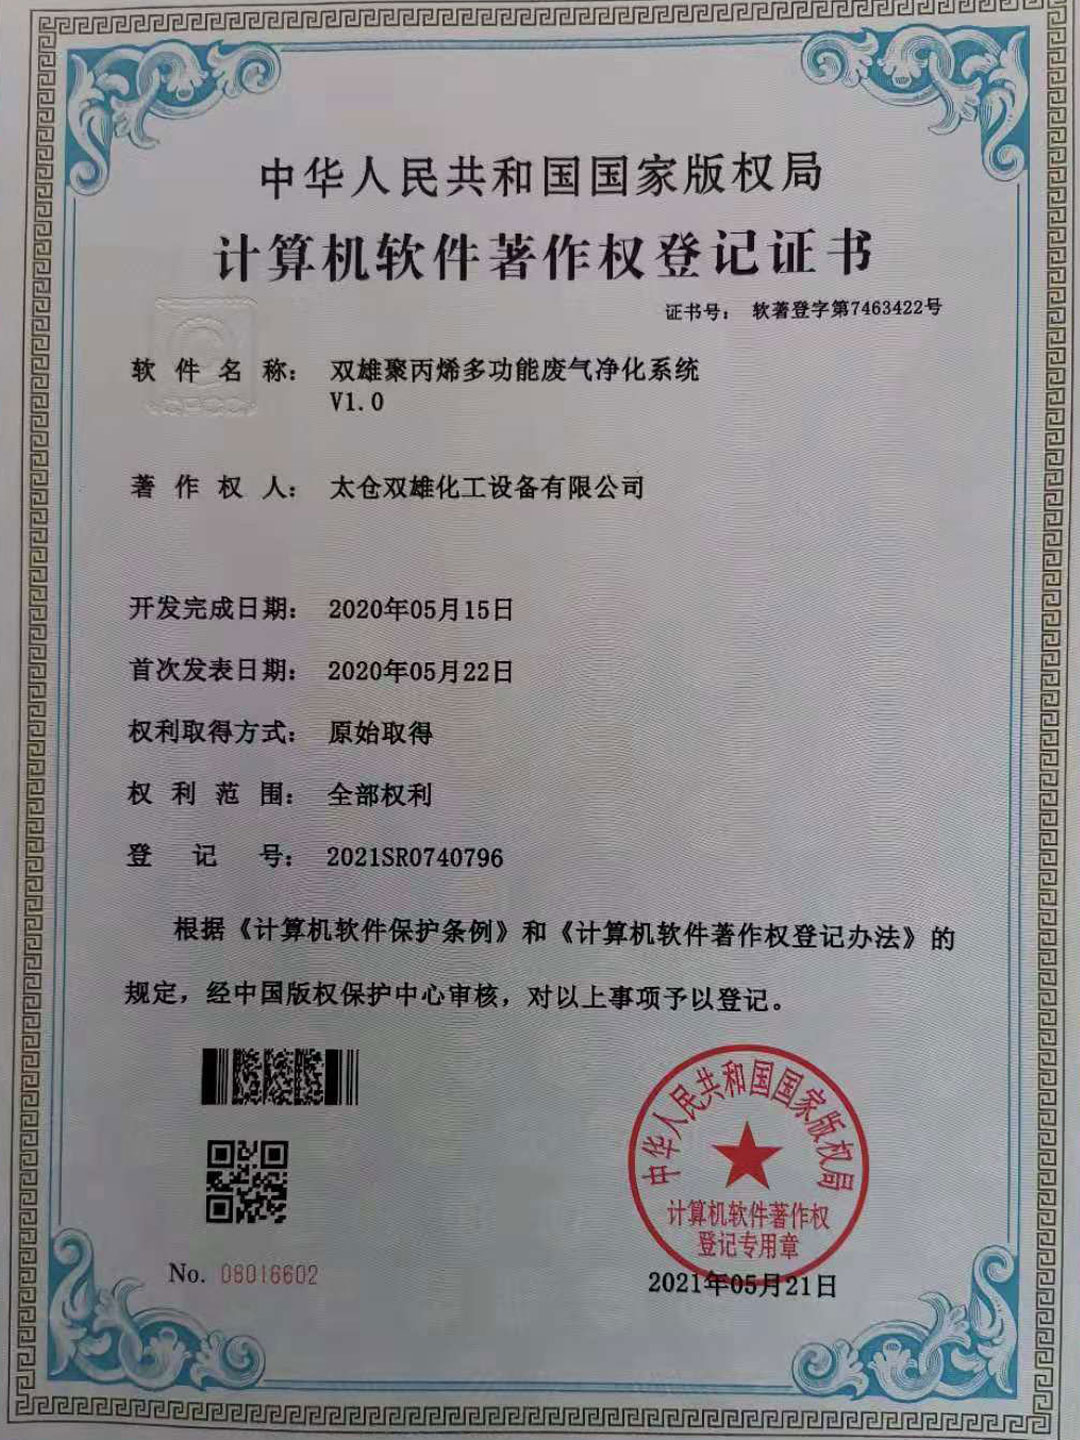 中华人民共和国国家版权局
计算机软件著作权登记证书
证书号： 软著登字第7463422号
软件名称： 双雄聚丙烯多功能废气净化系统
V1.0
著作权人： 太仓双雄化工设备有限公司
开发完成日期： 2020年05月15日
首次发表日期： 2020年05月22日
权利取得方式： 原始取得
权利范围： 全部权利
登记号： 2021SR0740796
根据《计算机软件保护条例》和《计算机软件著作权登记办法》的
规定，经中国版权保护中心审核，对以上事项予以登记。
中华人民共和国国家版权局
计算机软件著作权
登记专用章
No. 08016602
2021年05月21日